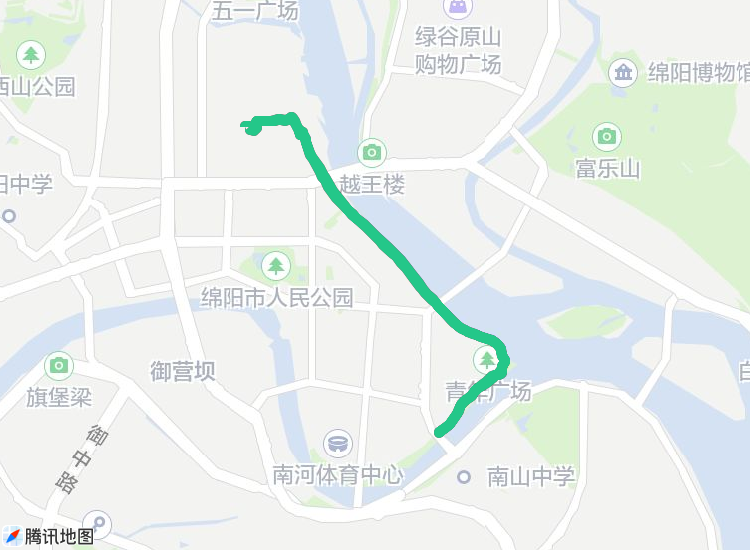 五一广场
绿谷原山
购物广场
西山公园
绵阳博物馆
富乐山
越王楼
阳中学
绵阳市人民公园
御营坝
旗堡梁
青年广场
御中路
南河体育中心
南山中学
腾讯地图